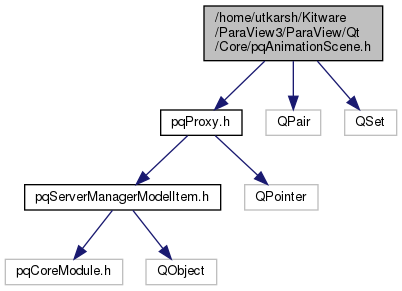 /home/utkarsh/Kitware
/ParaView3/ParaView/Qt
/Core/pqAnimationScene.h
pqProxy.h
QPair
QSet
pqServerManagerModelItem.h
QPointer
pqCoreModule.h
QObject